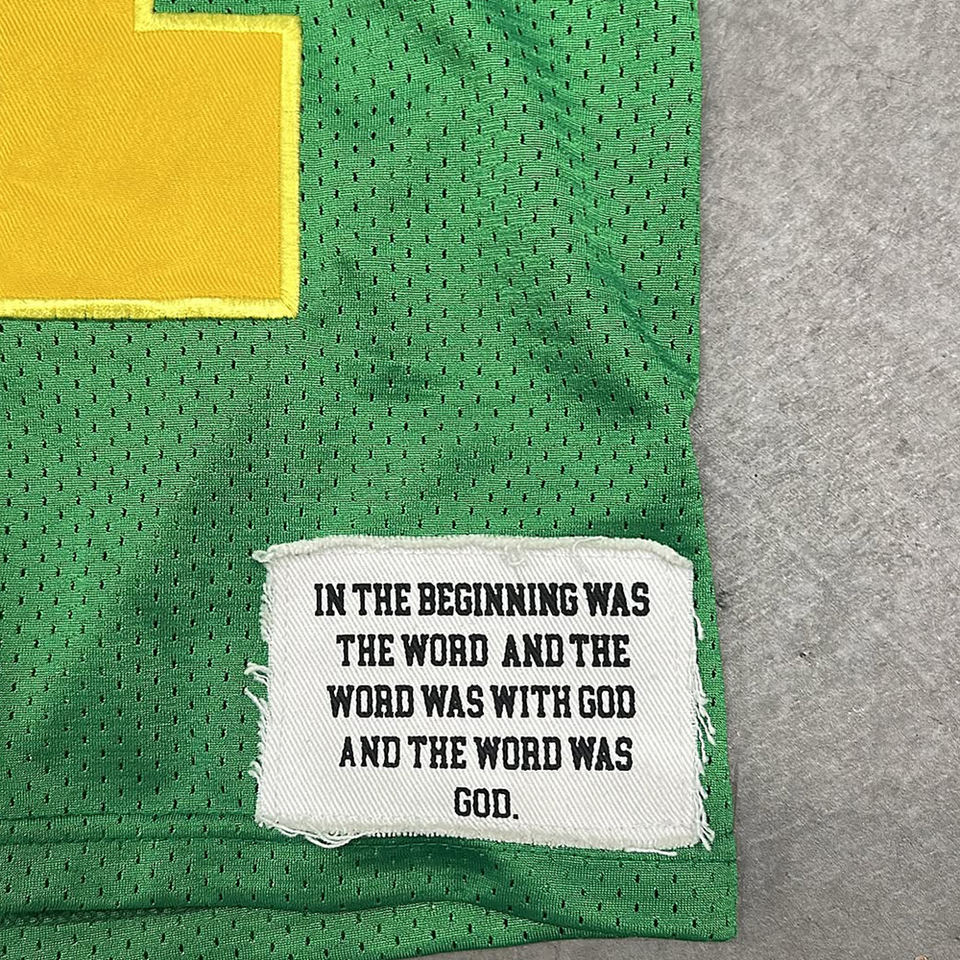 IN THE BEGINNING WAS
THE WORD AND THE
WORD WAS WITH GOD
AND THE WORD WAS
GOD.